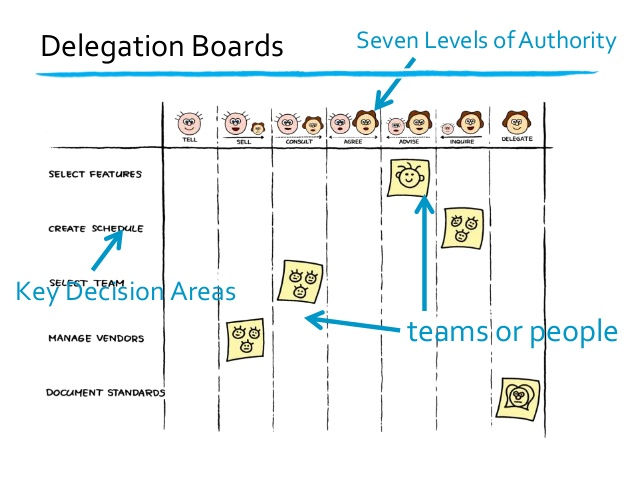 Delegation Boards
Seven Levels of Authority
TELL
SELL
CONSULT
AGREE
ADVISE
INQUIRE
DELEGATE
SELECT FEATURES
CREATE SCHEDULE
SELECT TEAM
Key Decision Areas
teams or people
MANAGE VENDORS
DOCUMENT STANDARDS